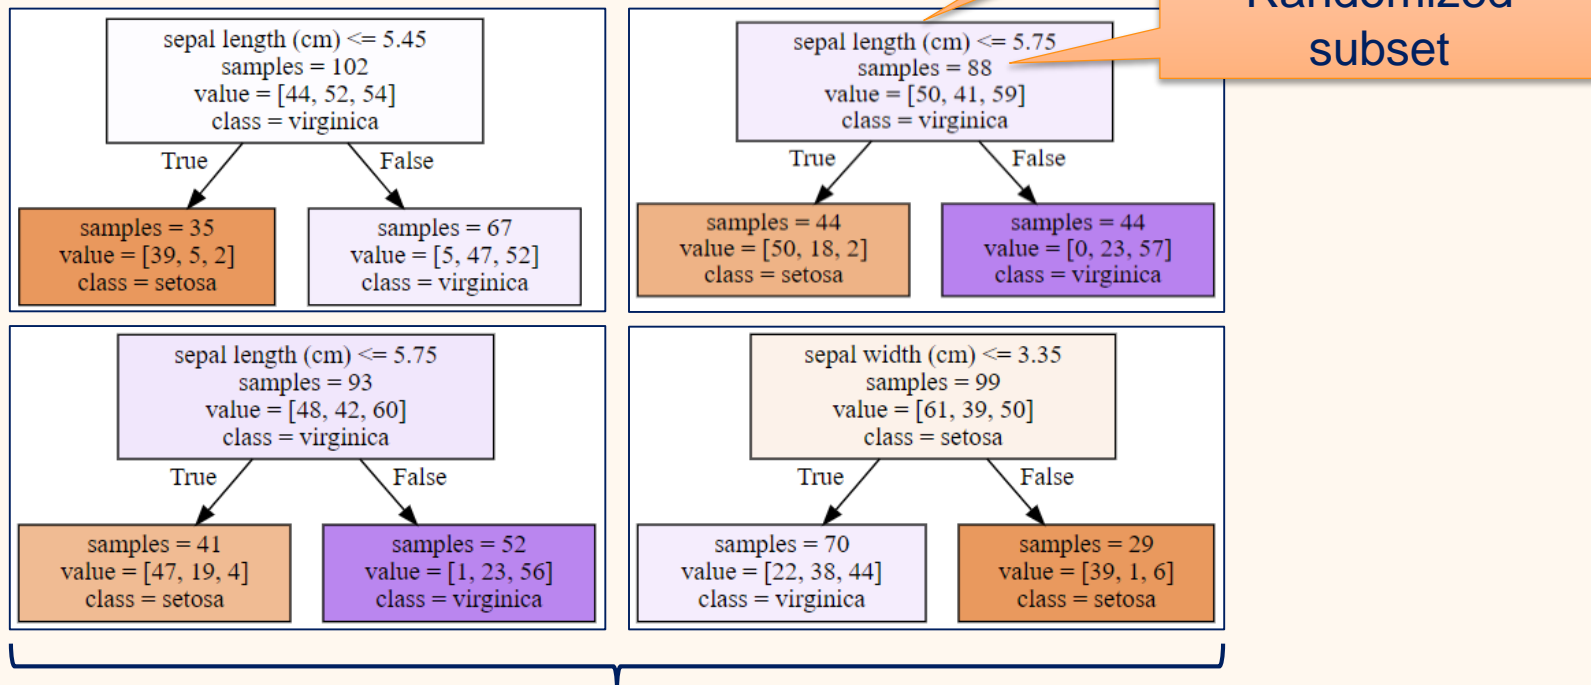 sepal length (cm) <= 5.45
samples = 102
value = [44, 52, 54]
class = virginica
True
False
samples = 35
value = [39, 5, 2]
class = setosa
samples = 67
value = [5, 47, 52]
class = virginica
Randomized
subset
sepal length (cm) <= 5.75
samples = 88
value = [50, 41, 59]
class = virginica
True
False
samples = 44
value = [50, 18, 2]
class = setosa
samples = 44
value = [0, 23, 57]
class = virginica
sepal length (cm) <= 5.75
samples = 93
value = [48, 42, 60]
class = virginica
True
False
samples = 41
value = [47, 19, 4]
class = setosa
samples = 52
value = [1, 23, 56]
class = virginica
sepal width (cm) <= 3.35
samples = 99
value = [61, 39, 50]
class = setosa
True
False
samples = 70
value = [22, 38, 44]
class = virginica
samples = 29
value = [39, 1, 6]
class = setosa